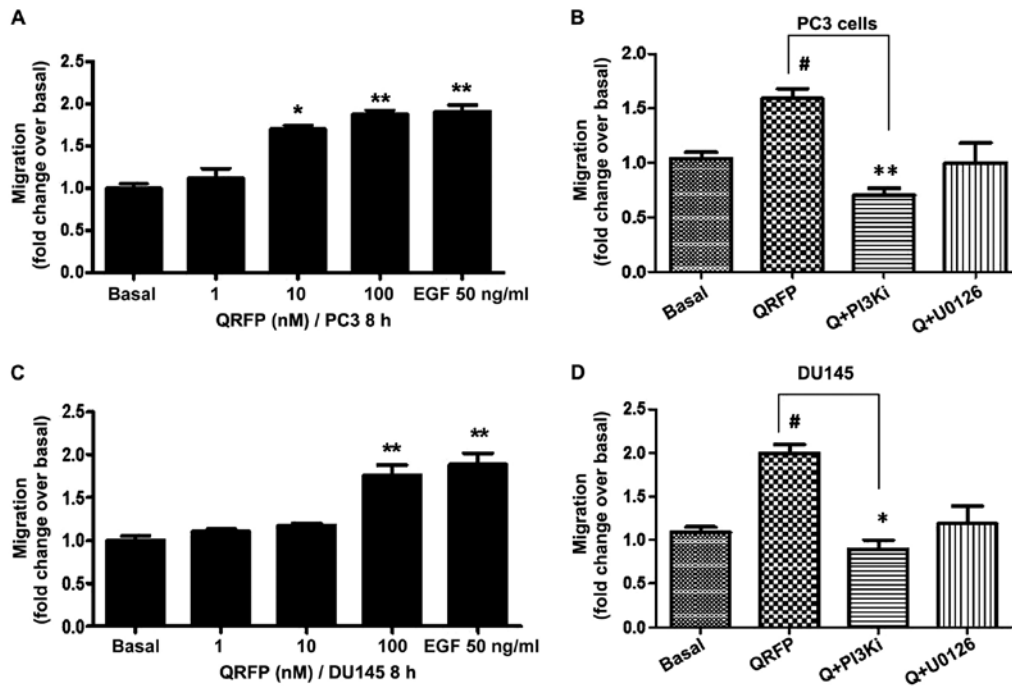 A
Migration
(fold change over basal)
2.5
2.0
1.5
1.0
0.5
0.0
*
**
**
Basal
1
10
100
EGF 50 ng/ml
QRFP (nM) / PC3 8 h
B
PC3 cells
Migration
(fold change over basal)
2.0
1.5
1.0
0.5
0.0
#
**
Basal
QRFP
Q+PI3Ki
Q+U0126
C
Migration
(fold change over basal)
2.5
2.0
1.5
1.0
0.5
0.0
**
**
Basal
1
10
100
EGF 50 ng/ml
QRFP (nM) / DU145 8 h
D
DU145
Migration
(fold change over basal)
2.5
2.0
1.5
1.0
0.5
0.0
#
*
Basal
QRFP
Q+PI3Ki
Q+U0126